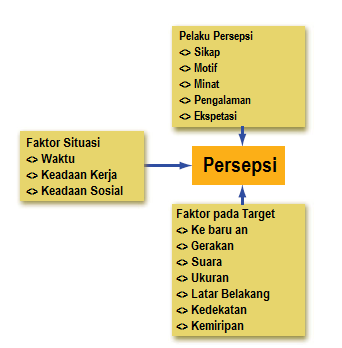 Pelaku Persepsi
<> Sikap
<> Motif
<> Minat
<> Pengalaman
<> Ekspetasi
Faktor Situasi
<> Waktu
<> Keadaan Kerja
<> Keadaan Sosial
Persepsi
Faktor pada Target
<> Ke baru an
<> Gerakan
<> Suara
<> Ukuran
<> Latar Belakang
<> Kedekatan
<> Kemiripan